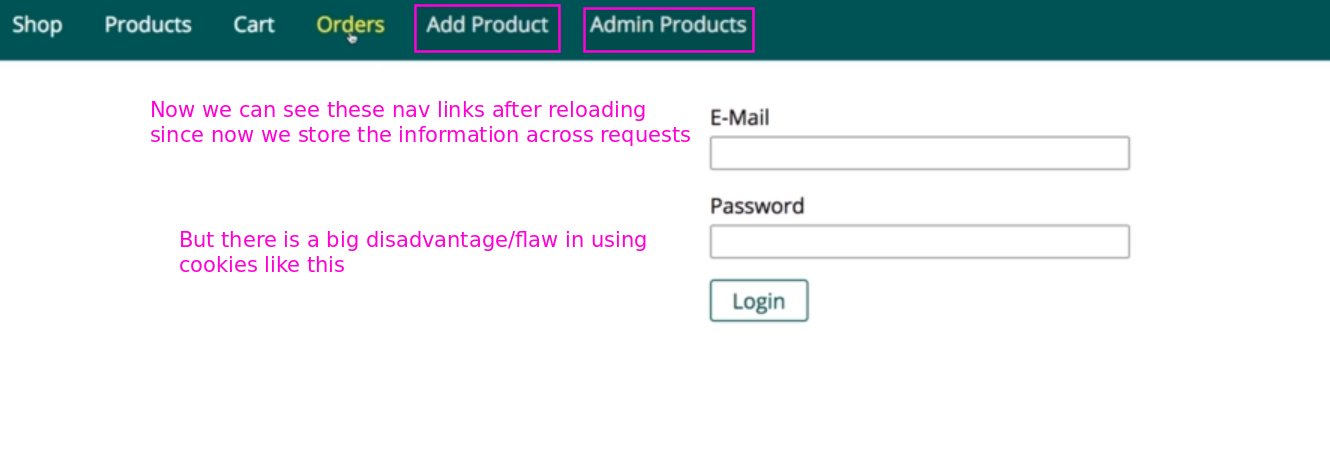 Shop Products Cart Orders Add Product Admin Products
Now we can see these nav links after reloading
since now we store the information across requests
E-Mail
Password
But there is a big disadvantage/flaw in using
cookies like this
Login